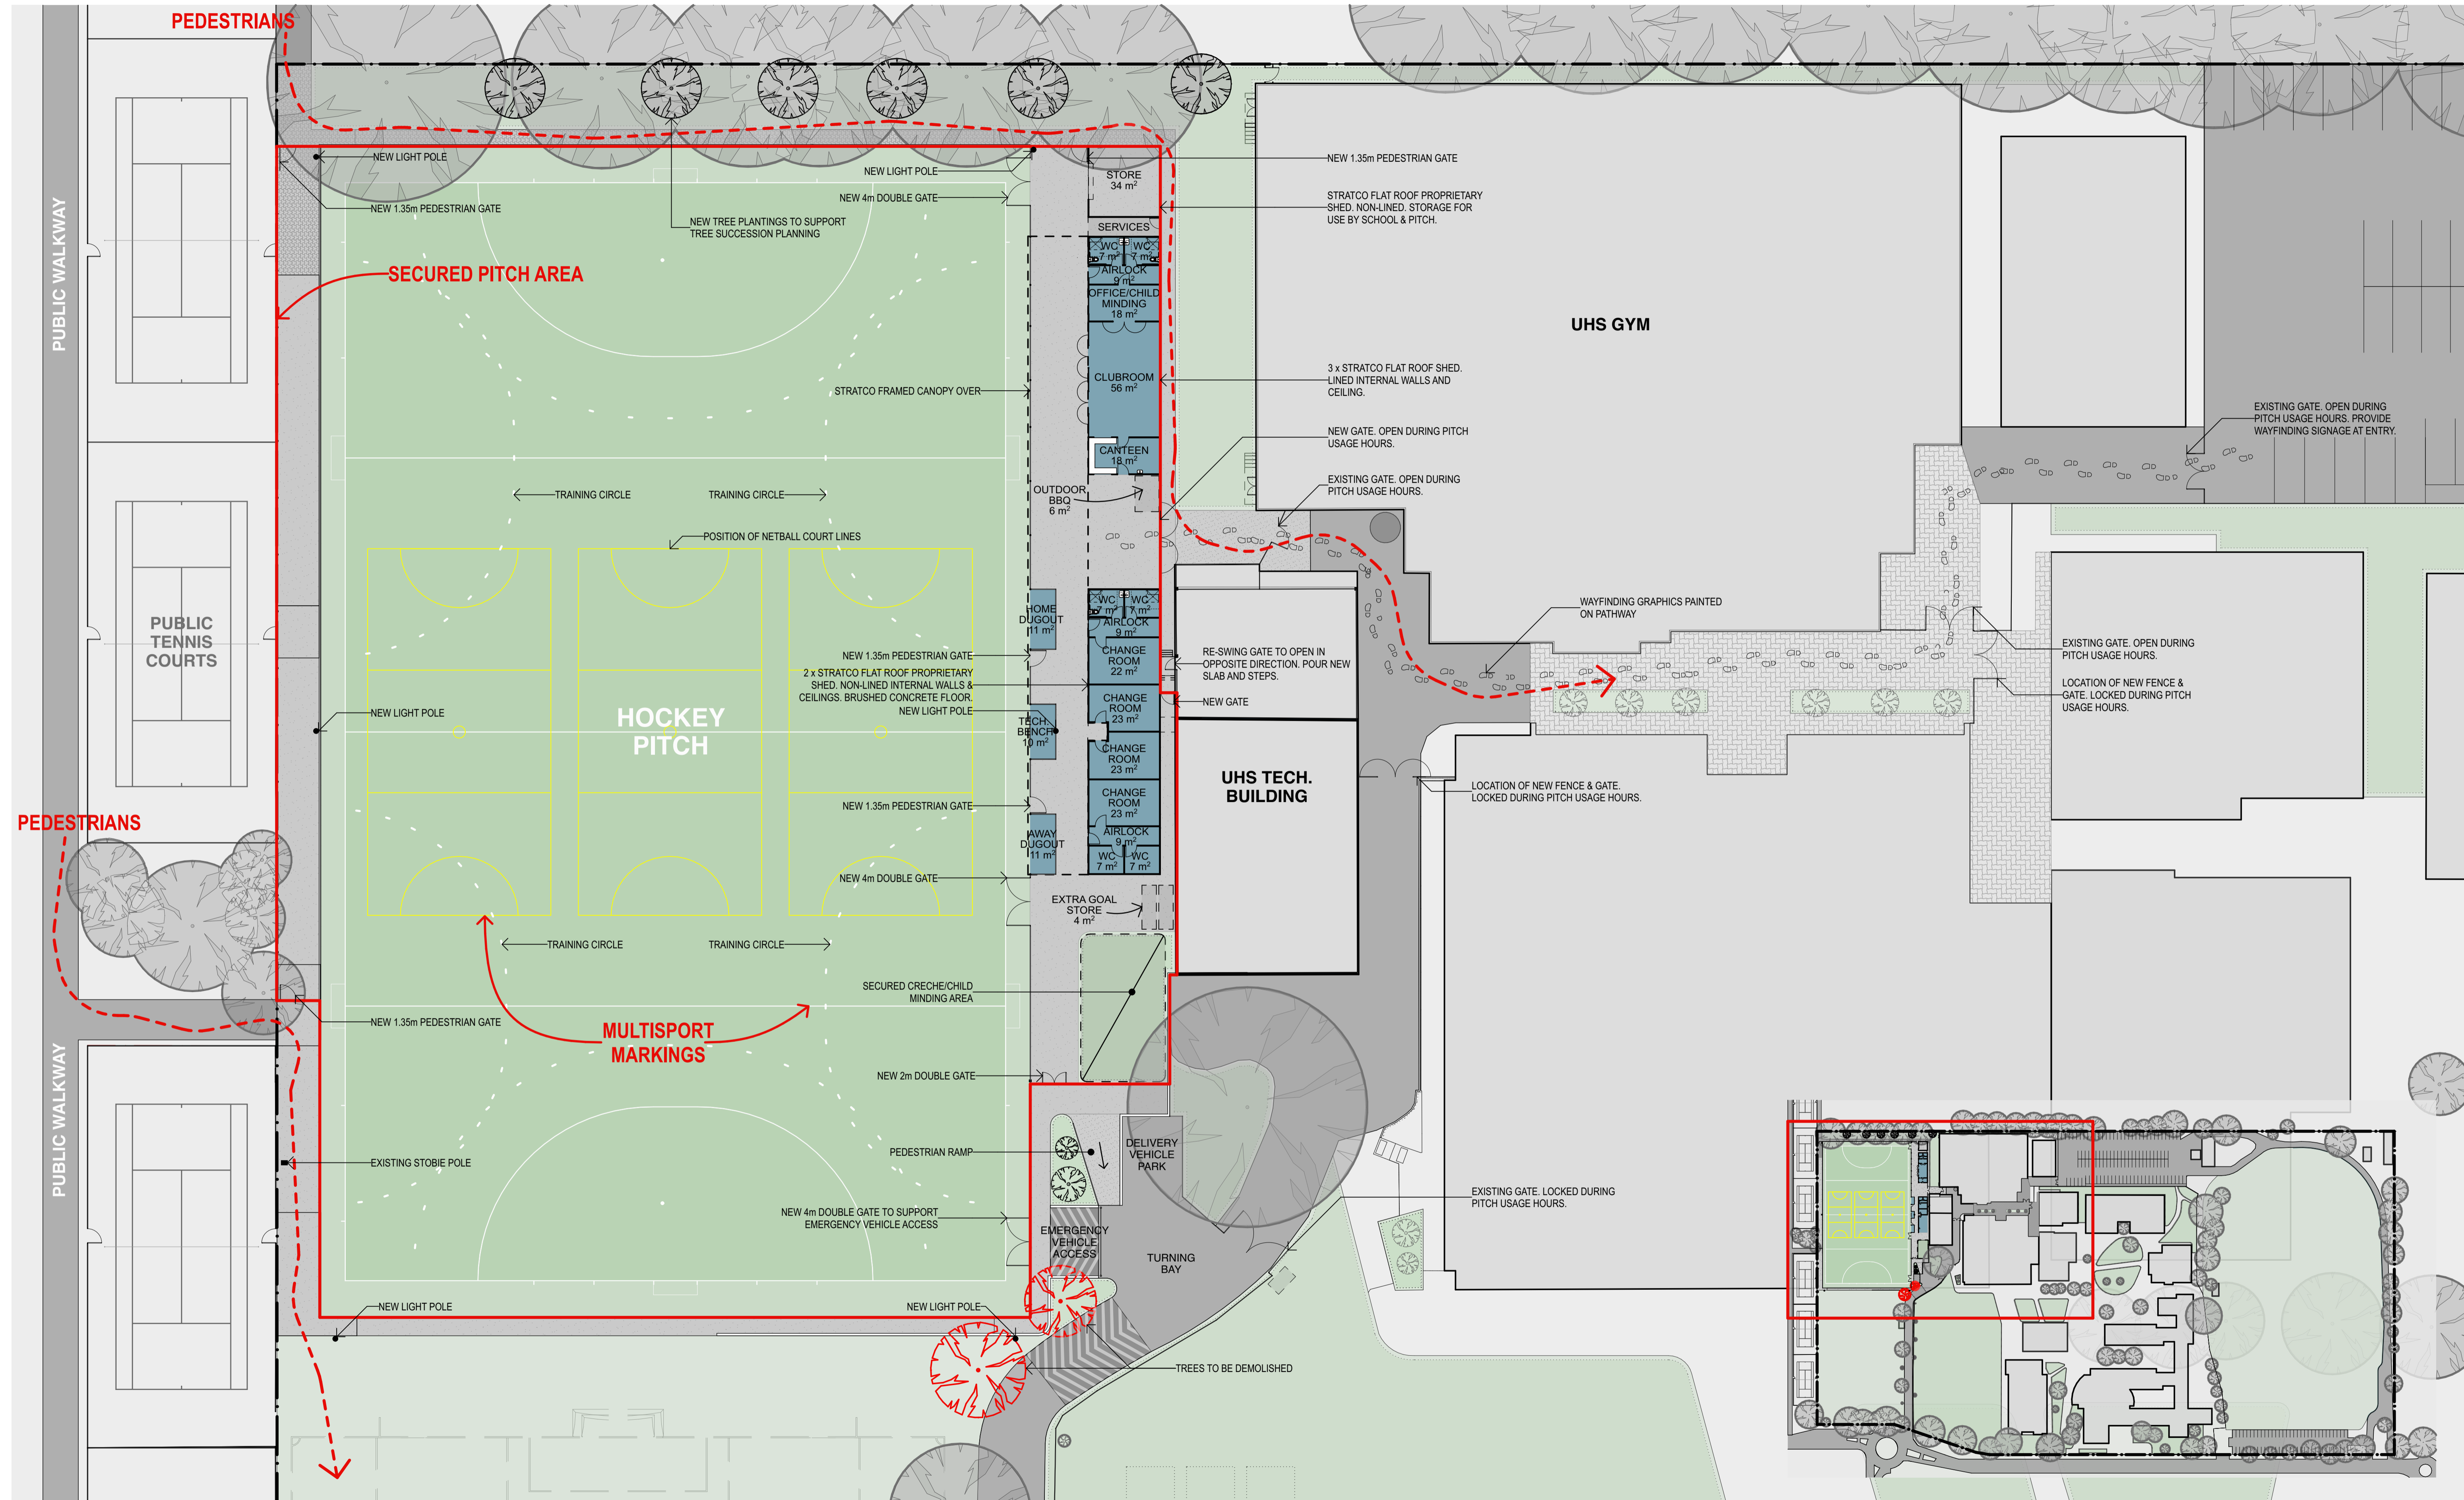 PEDESTRIANS
NEW LIGHT POLE
NEW 1.35m PEDESTRIAN GATE
PUBLIC WALKWAY
SECURED PITCH AREA
NEW LIGHT POLE
NEW 4m DOUBLE GATE
NEW TREE PLANTINGS TO SUPPORT
TREE SUCCESSION PLANNING
STORE
34 m²
SERVICES
WC
7 m²
WC
7 m²
AIRLOCK
9 m²
OFFICE/CHILD
MINDING
18 m²
CLUBROOM
56 m²
CANTEEN
18 m²
OUTDOOR
BBQ
6 m²
NEW 1.35m PEDESTRIAN GATE
STRATCO FLAT ROOF PROPRIETARY
SHED. NON-LINED. STORAGE FOR
USE BY SCHOOL & PITCH.
UHS GYM
3 x STRATCO FLAT ROOF SHED.
LINED INTERNAL WALLS AND
CEILING.
NEW GATE. OPEN DURING PITCH
USAGE HOURS.
EXISTING GATE. OPEN DURING
PITCH USAGE HOURS.
EXISTING GATE. OPEN DURING
PITCH USAGE HOURS. PROVIDE
WAYFINDING SIGNAGE AT ENTRY.
STRATCO FRAMED CANOPY OVER
TRAINING CIRCLE
TRAINING CIRCLE
POSITION OF NETBALL COURT LINES
PUBLIC
TENNIS
COURTS
HOME
DUGOUT
11 m²
WC
7 m²
WC
7 m²
AIRLOCK
9 m²
CHANGE
ROOM
22 m²
CHANGE
ROOM
23 m²
CHANGE
ROOM
23 m²
CHANGE
ROOM
23 m²
AIRLOCK
9 m²
WC
7 m²
WC
7 m²
NEW 1.35m PEDESTRIAN GATE
2 x STRATCO FLAT ROOF PROPRIETARY
SHED. NON-LINED INTERNAL WALLS &
CEILINGS. BRUSHED CONCRETE FLOOR.
NEW LIGHT POLE
TECH.
BENCH
10 m²
NEW LIGHT POLE
HOCKEY
PITCH
NEW 1.35m PEDESTRIAN GATE
AWAY
DUGOUT
11 m²
NEW 4m DOUBLE GATE
RE-SWING GATE TO OPEN IN
OPPOSITE DIRECTION. POUR NEW
SLAB AND STEPS.
NEW GATE
UHS TECH.
BUILDING
WAYFINDING GRAPHICS PAINTED
ON PATHWAY
EXISTING GATE. OPEN DURING
PITCH USAGE HOURS.
LOCATION OF NEW FENCE &
GATE. LOCKED DURING PITCH
USAGE HOURS.
LOCATION OF NEW FENCE & GATE.
LOCKED DURING PITCH USAGE HOURS.
PEDESTRIANS
EXTRA GOAL
STORE
4 m²
TRAINING CIRCLE
TRAINING CIRCLE
SECURED CRECHE/CHILD
MINDING AREA
NEW 1.35m PEDESTRIAN GATE
MULTISPORT
MARKINGS
PUBLIC WALKWAY
NEW 2m DOUBLE GATE
EXISTING STOBIE POLE
PEDESTRIAN RAMP
DELIVERY
VEHICLE
PARK
NEW 4m DOUBLE GATE TO SUPPORT
EMERGENCY VEHICLE ACCESS
EMERGENCY
VEHICLE
ACCESS
TURNING
BAY
EXISTING GATE. LOCKED DURING
PITCH USAGE HOURS.
NEW LIGHT POLE
NEW LIGHT POLE
TREES TO BE DEMOLISHED